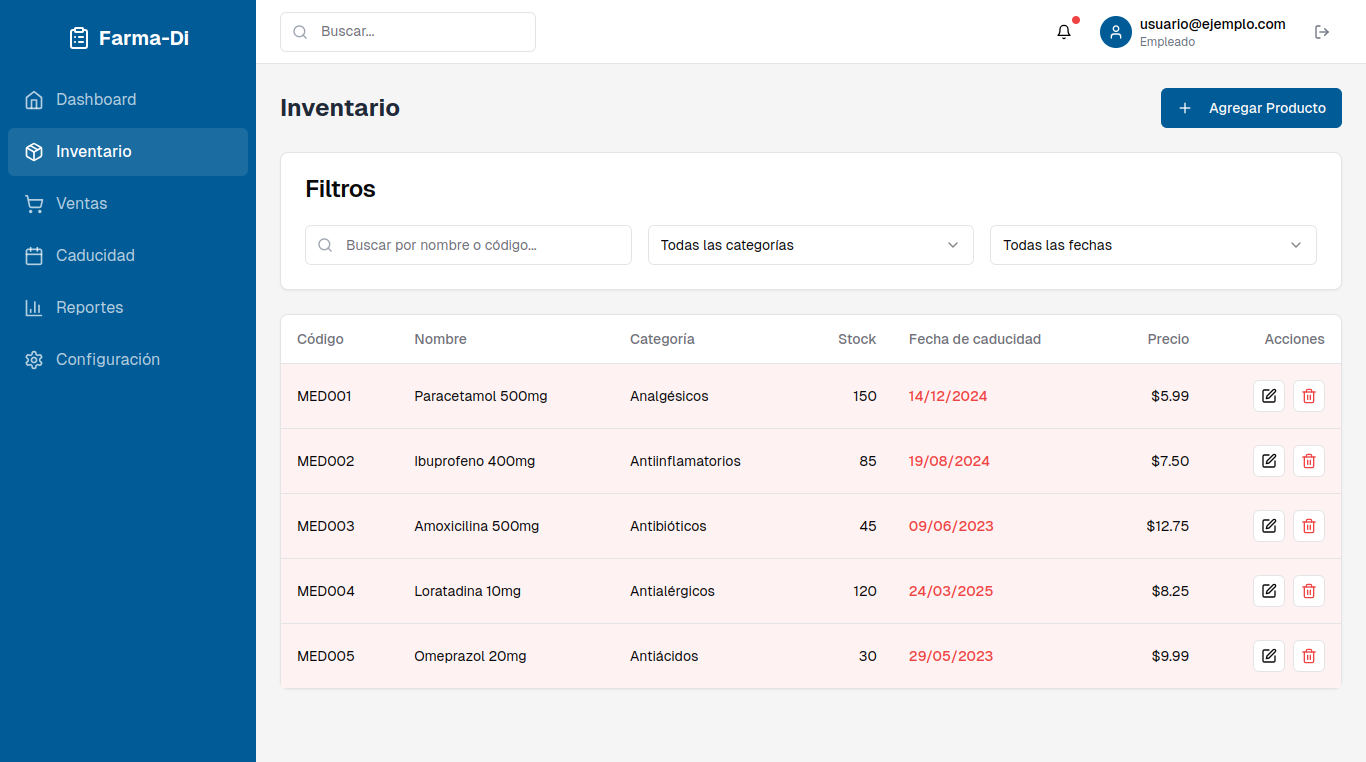 Farma-Di
Dashboard
Inventario
Ventas
Caducidad
Reportes
Configuración
Buscar...
usuario@ejemplo.com
Empleado
Inventario
Agregar Producto
Filtros
Buscar por nombre o código... Todas las categorías Todas las fechas
Código Nombre Categoría Stock Fecha de caducidad Precio Acciones
MED001 Paracetamol 500mg Analgésicos 150 14/12/2024 $5.99
MED002 Ibuprofeno 400mg Antiinflamatorios 85 19/08/2024 $7.50
MED003 Amoxicilina 500mg Antibióticos 45 09/06/2023 $12.75
MED004 Loratadina 10mg Antialérgicos 120 24/03/2025 $8.25
MED005 Omeprazol 20mg Antiácidos 30 29/05/2023 $9.99